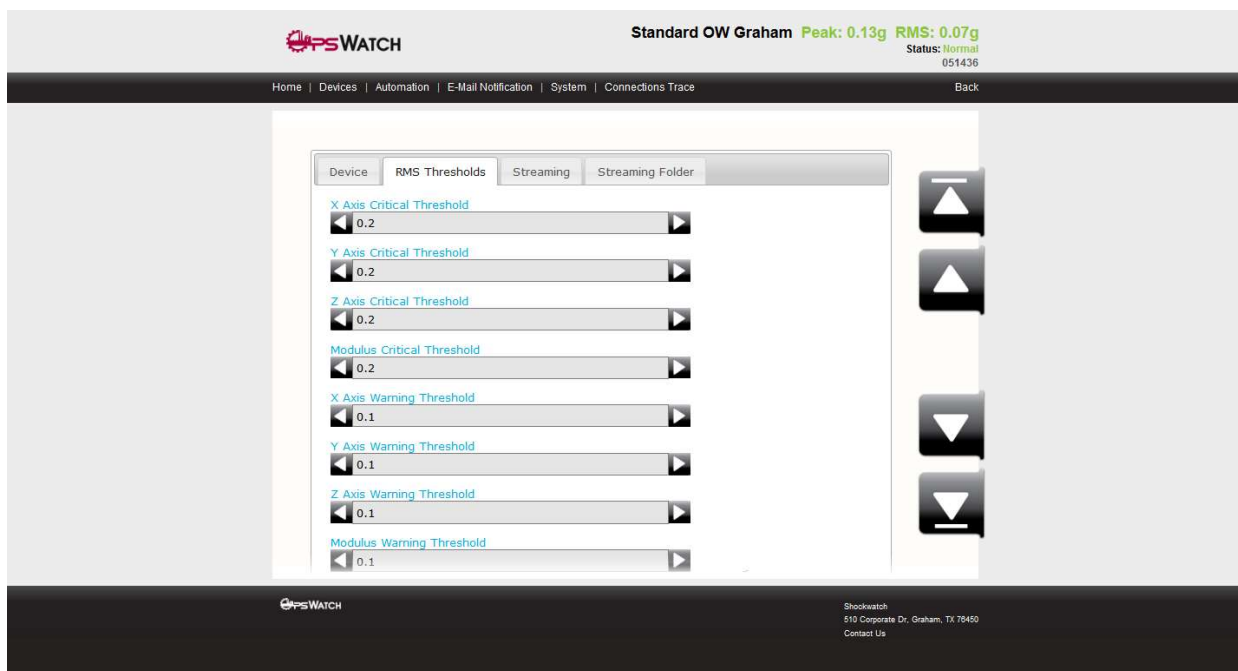 OPSWATCH
Standard OW Graham Peak: 0.13g RMS: 0.07g
Status: Normal
051436
Home | Devices | Automation | E-Mail Notification | System | Connections Trace
Back
Device
RMS Thresholds
Streaming
Streaming Folder
X Axis Critical Threshold
0.2
Y Axis Critical Threshold
0.2
Z Axis Critical Threshold
0.2
Modulus Critical Threshold
0.2
X Axis Warning Threshold
0.1
Y Axis Warning Threshold
0.1
Z Axis Warning Threshold
0.1
Modulus Warning Threshold
0.1
OPSWATCH
Shockwatch
510 Corporate Dr, Graham, TX 76450
Contact Us